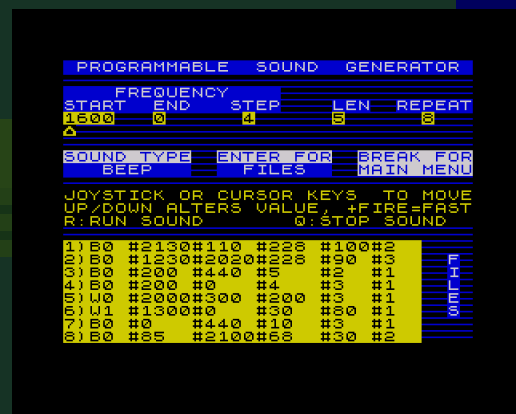 PROGRAMMABLE SOUND GENERATOR
FREQUENCY
START END STEP LEN REPEAT
1600 0 4 5 8
SOUND TYPE ENTER FOR BREAK FOR
BEEP FILES MAIN MENU
JOYSTICK OR CURSOR KEYS TO MOVE
UP/DOWN ALTERS VALUE, +FIRE=FAST
R:RUN SOUND Q:STOP SOUND
1)B0 #2130#110 #228 #100#2
2)B0 #1230#2020#228 #90 #3
3)B0 #200 #440 #5 #2 #1
4)B0 #200 #0 #4 #3 #1
5)W0 #2000#300 #200 #3 #1
6)W1 #1300#0 #30 #80 #1
7)B0 #0 #440 #10 #3 #1
8)B0 #85 #2100#68 #30 #2
FILES